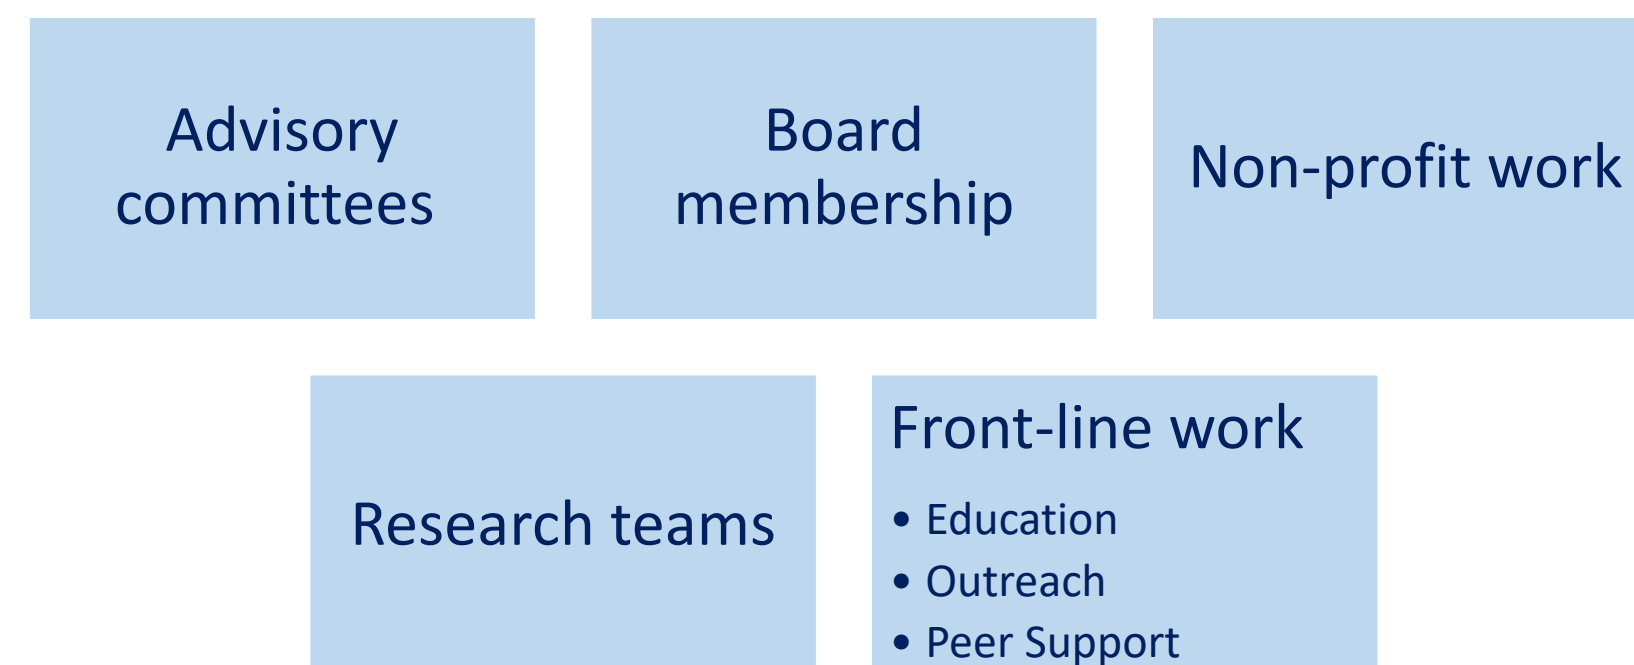 Advisory
committees
Board
membership
Non-profit work
Research teams
Front-line work
• Education
• Outreach
• Peer Support